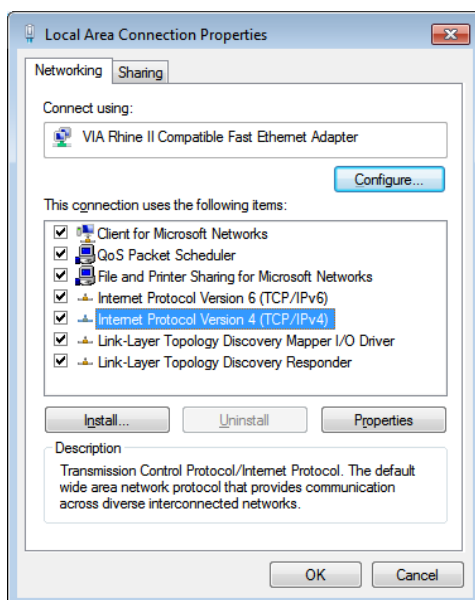 Local Area Connection Properties
Networking
Sharing
Connect using:
VIA Rhine II Compatible Fast Ethernet Adapter
Configure...
This connection uses the following items:
Client for Microsoft Networks
QoS Packet Scheduler
File and Printer Sharing for Microsoft Networks
Internet Protocol Version 6 (TCP/IPv6)
Internet Protocol Version 4 (TCP/IPv4)
Link-Layer Topology Discovery Mapper I/O Driver
Link-Layer Topology Discovery Responder
Install...
Uninstall
Properties
Description
Transmission Control Protocol/Internet Protocol. The default
wide area network protocol that provides communication
across diverse interconnected networks.
OK
Cancel